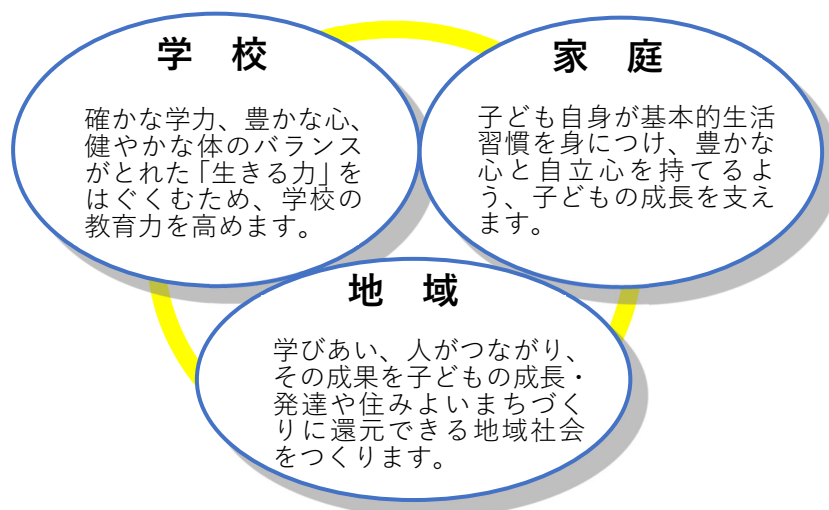 学　校
確かな学力、豊かな心、
健やかな体のバランス
がとれた「生きる力」を
はぐくむため、学校の
教育力を高めます。
家　庭
子ども自身が基本的生活
習慣を身につけ、豊かな
心と自立心を持てるよ
う、子どもの成長を支え
ます。
地　域
学びあい、人がつながり、
その成果を子どもの成長・
発達や住みよいまちづく
りに還元できる地域社会
をつくります。